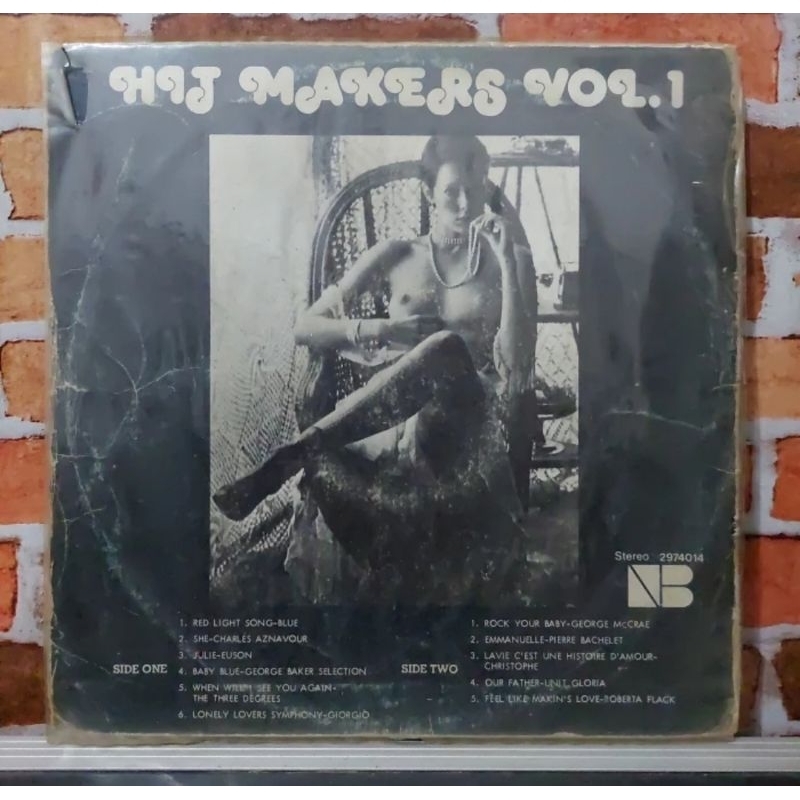 HIT MAKERS VOL.1
Stereo 2974014
NB
SIDE ONE
1. RED LIGHT SONG-BLUE
2. SHE-CHARLES AZNAVOUR
3. JULIE-EUSON
4. BABY BLUE-GEORGE BAKER SELECTION
5. WHEN WILL I SEE YOU AGAIN-
THE THREE DEGREES
6. LONELY LOVERS SYMPHONY-GIORGIO
SIDE TWO
1. ROCK YOUR BABY-GEORGE McCRAE
2. EMMANUELLE-PIERRE BACHELET
3. LAVIE C'EST UNE HISTOIRE D'AMOUR-
CHRISTOPHE
4. OUR FATHER-UNIT GLORIA
5. FEEL LIKE MAKIN'S LOVE-ROBERTA FLACK